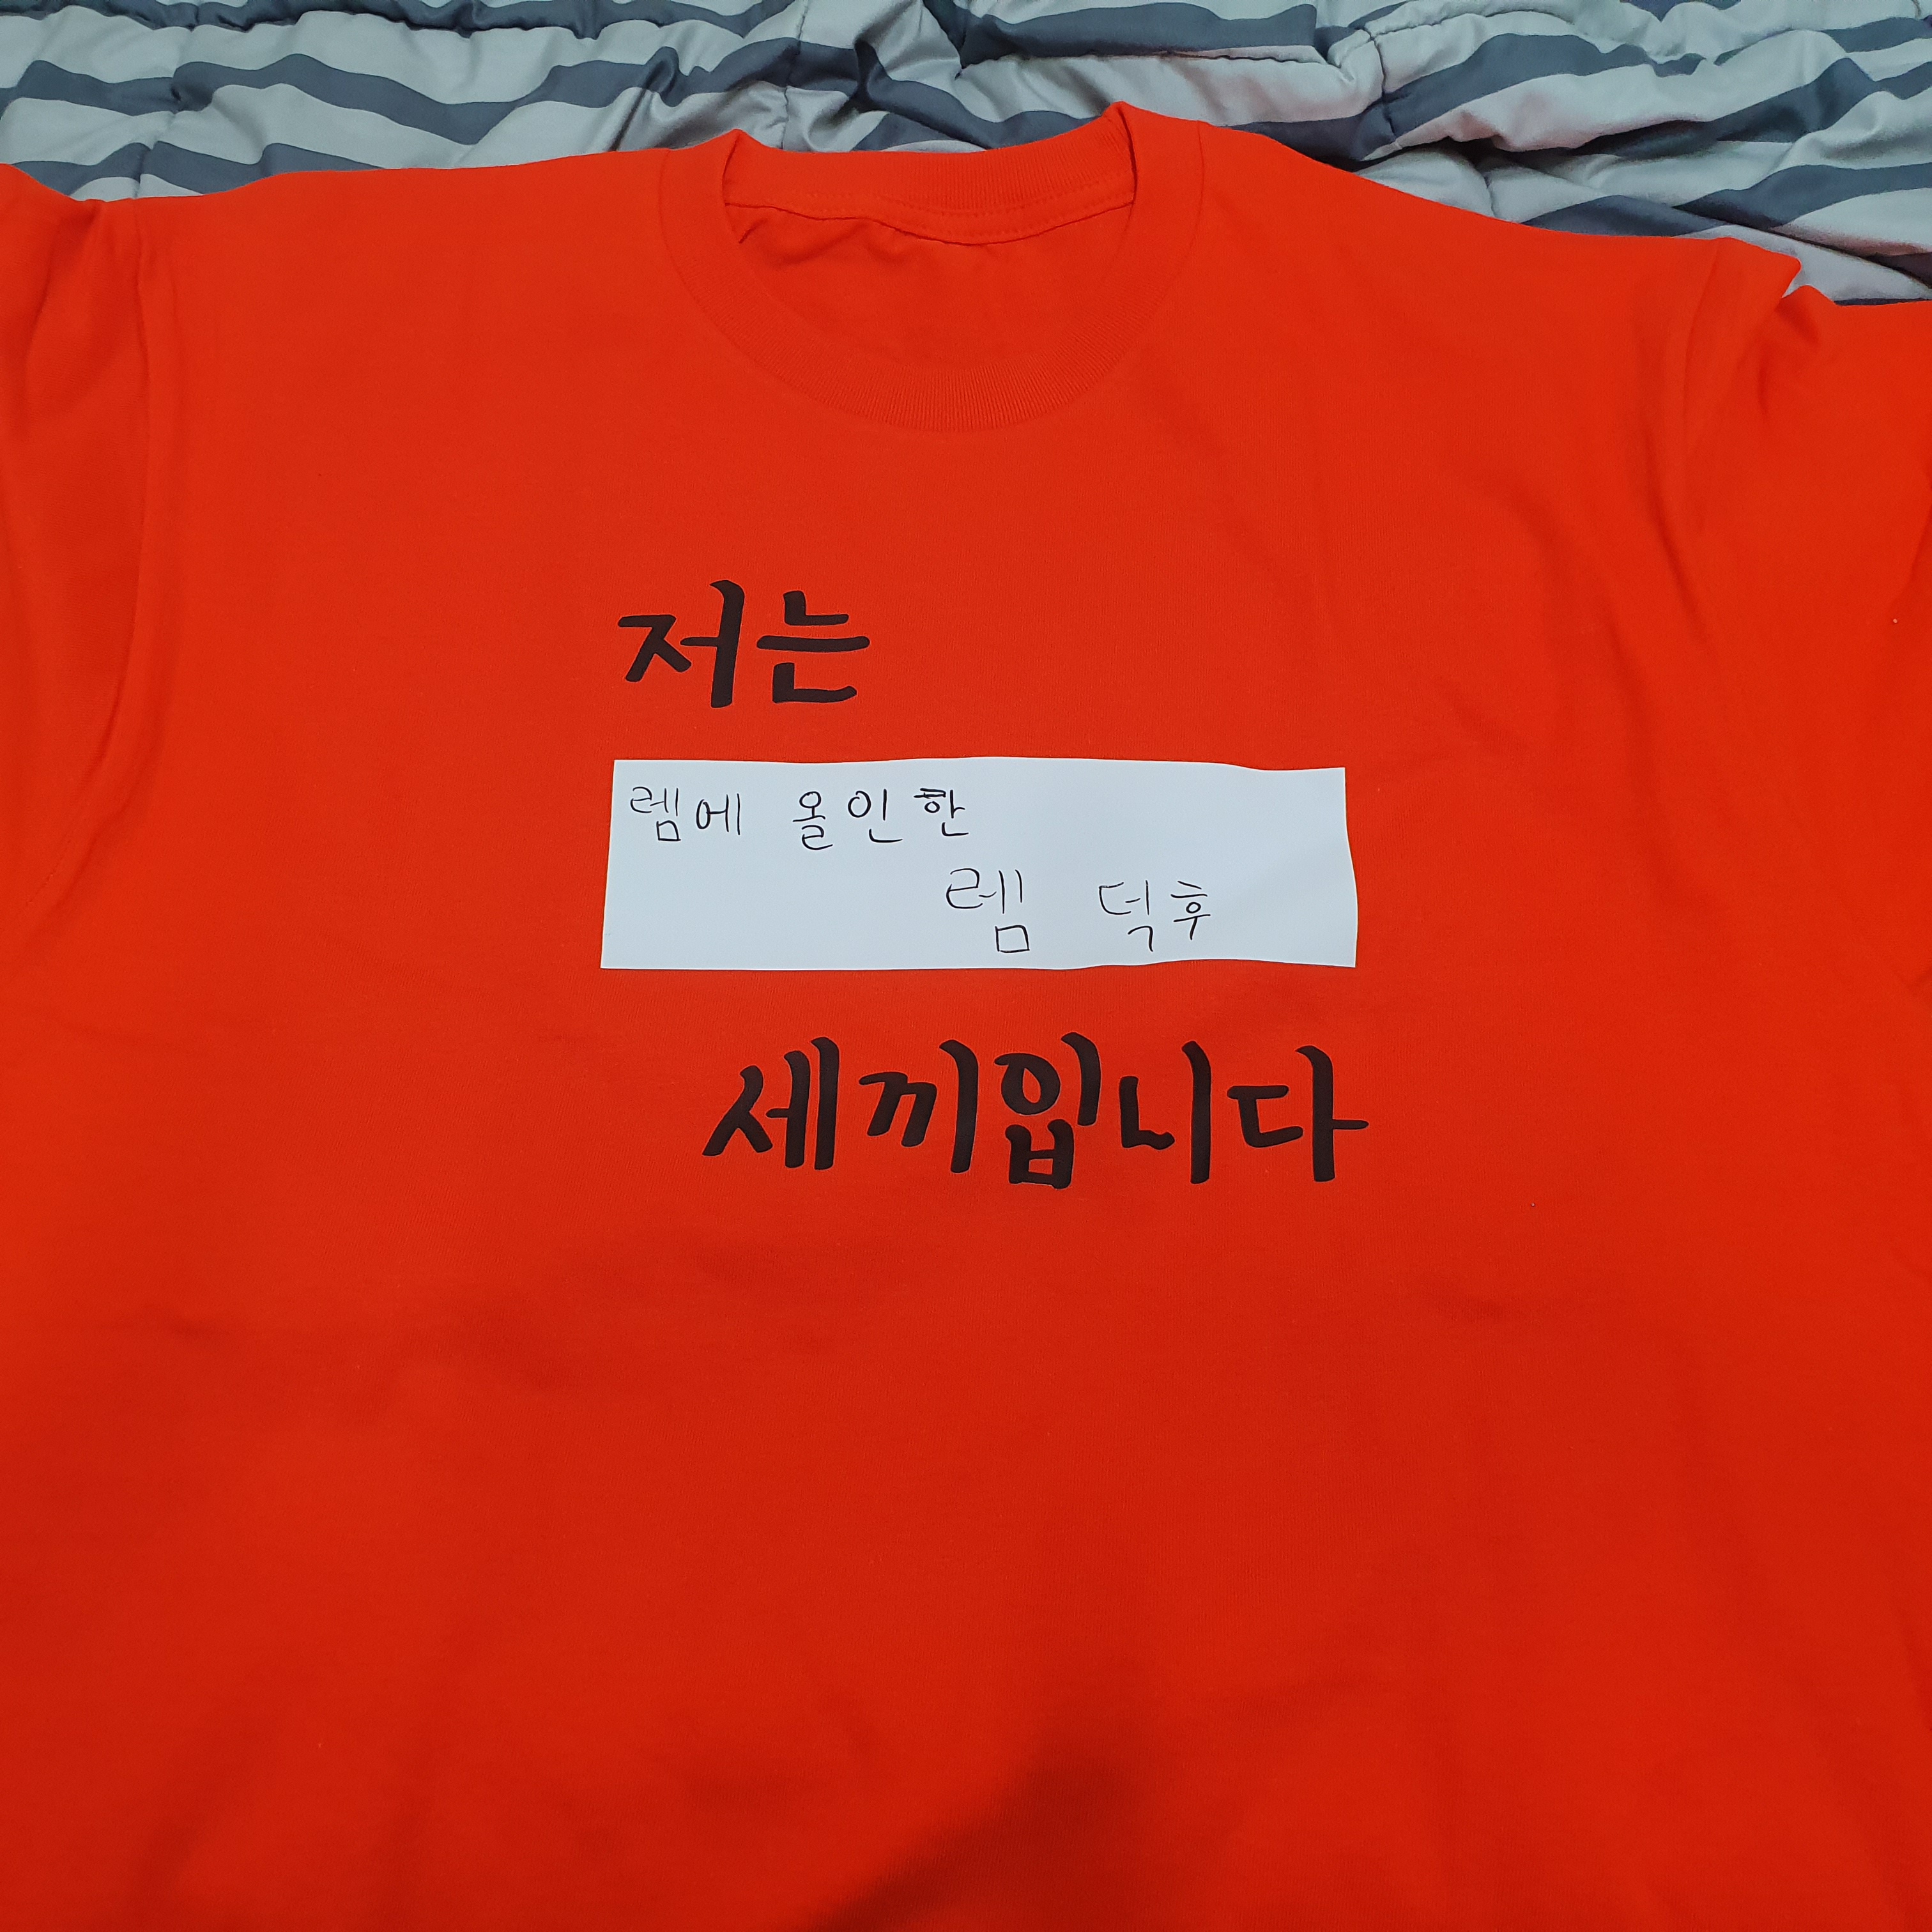 저는
렘에 올인한
렘 덕후
세끼입니다